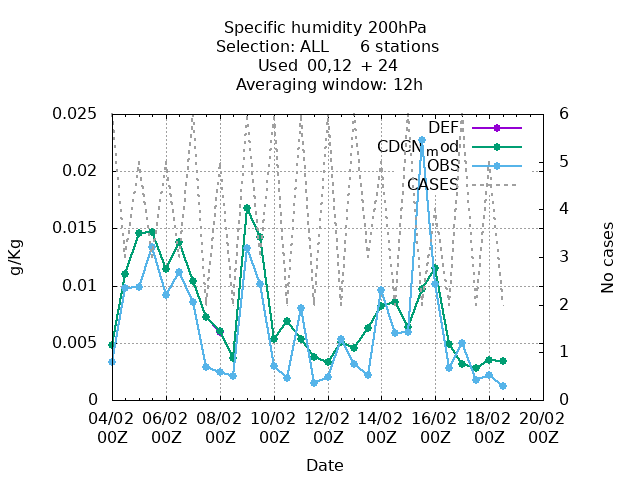 Specific humidity 200hPa
Selection: ALL 6 stations
Used 00,12 + 24
Averaging window: 12h
0.025 6
DEF
CDCN_mod
0.02 5
OBS
CASES
0.015 4
g/Kg No cases
3
0.01
2
0.005
1
0 0
04/02 06/02 08/02 10/02 12/02 14/02 16/02 18/02 20/02
00Z 00Z 00Z 00Z 00Z 00Z 00Z 00Z 00Z
Date